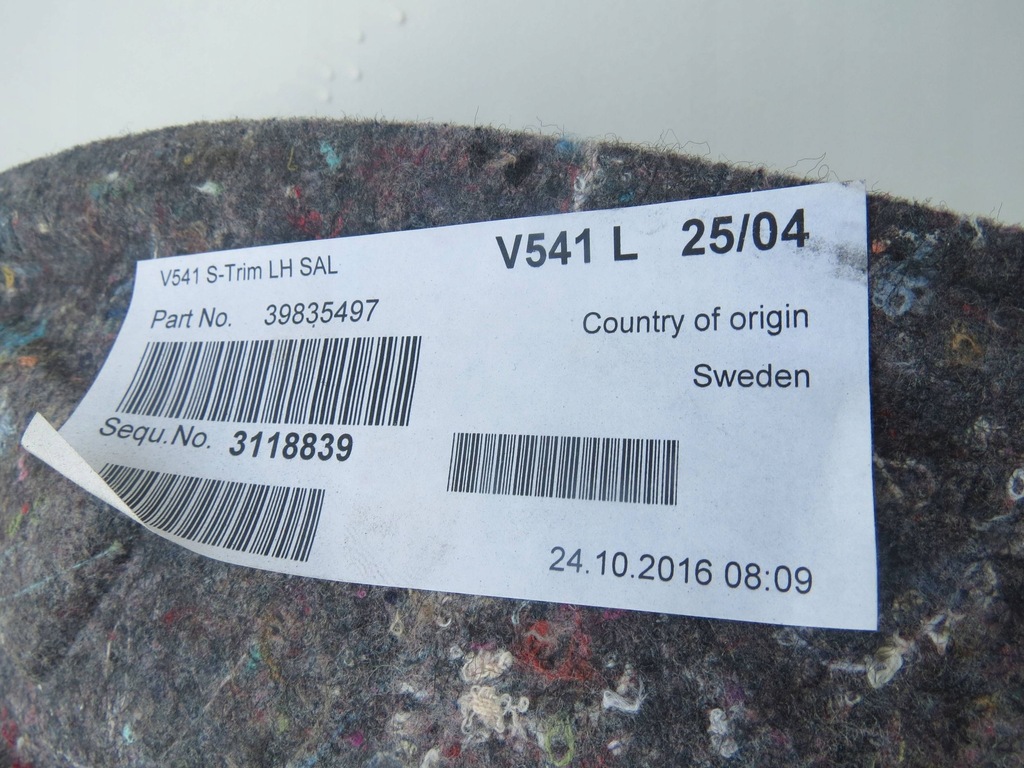 V541 S-Trim LH SAL
V541 L 25/04
Part No. 39835497
Country of origin
Sweden
Sequ.No. 3118839
24.10.2016 08:09